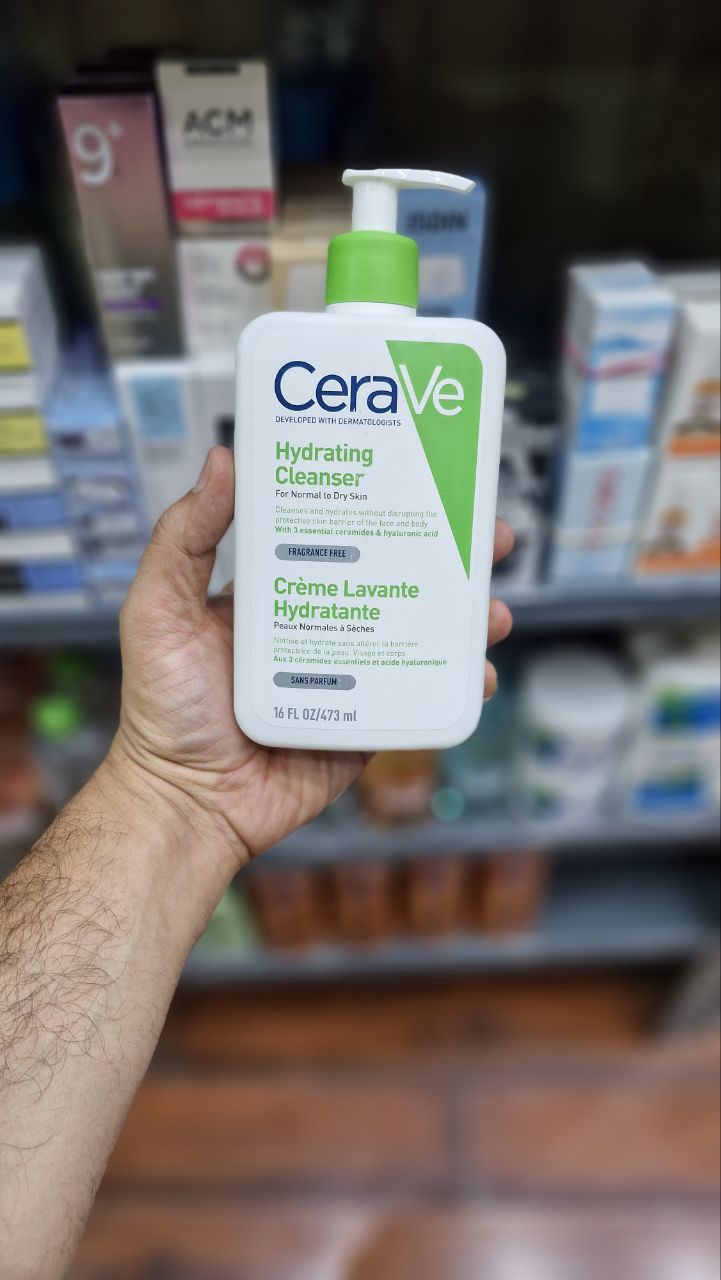 9+
ACM
ISDIN
CeraVe
DEVELOPED WITH DERMATOLOGISTS
Hydrating
Cleanser
For Normal to Dry Skin
Cleanses and hydrates without disrupting the
protective skin barrier of the face and body
With 3 essential ceramides & hyaluronic acid
FRAGRANCE FREE
Crème Lavante
Hydratante
Peaux Normales à Sèches
Nettoie et hydrate sans altérer la barrière
protectrice de la peau. Visage et corps
Aux 3 céramides essentiels et acide hyaluronique
SANS PARFUM
16 FL OZ/473 ml